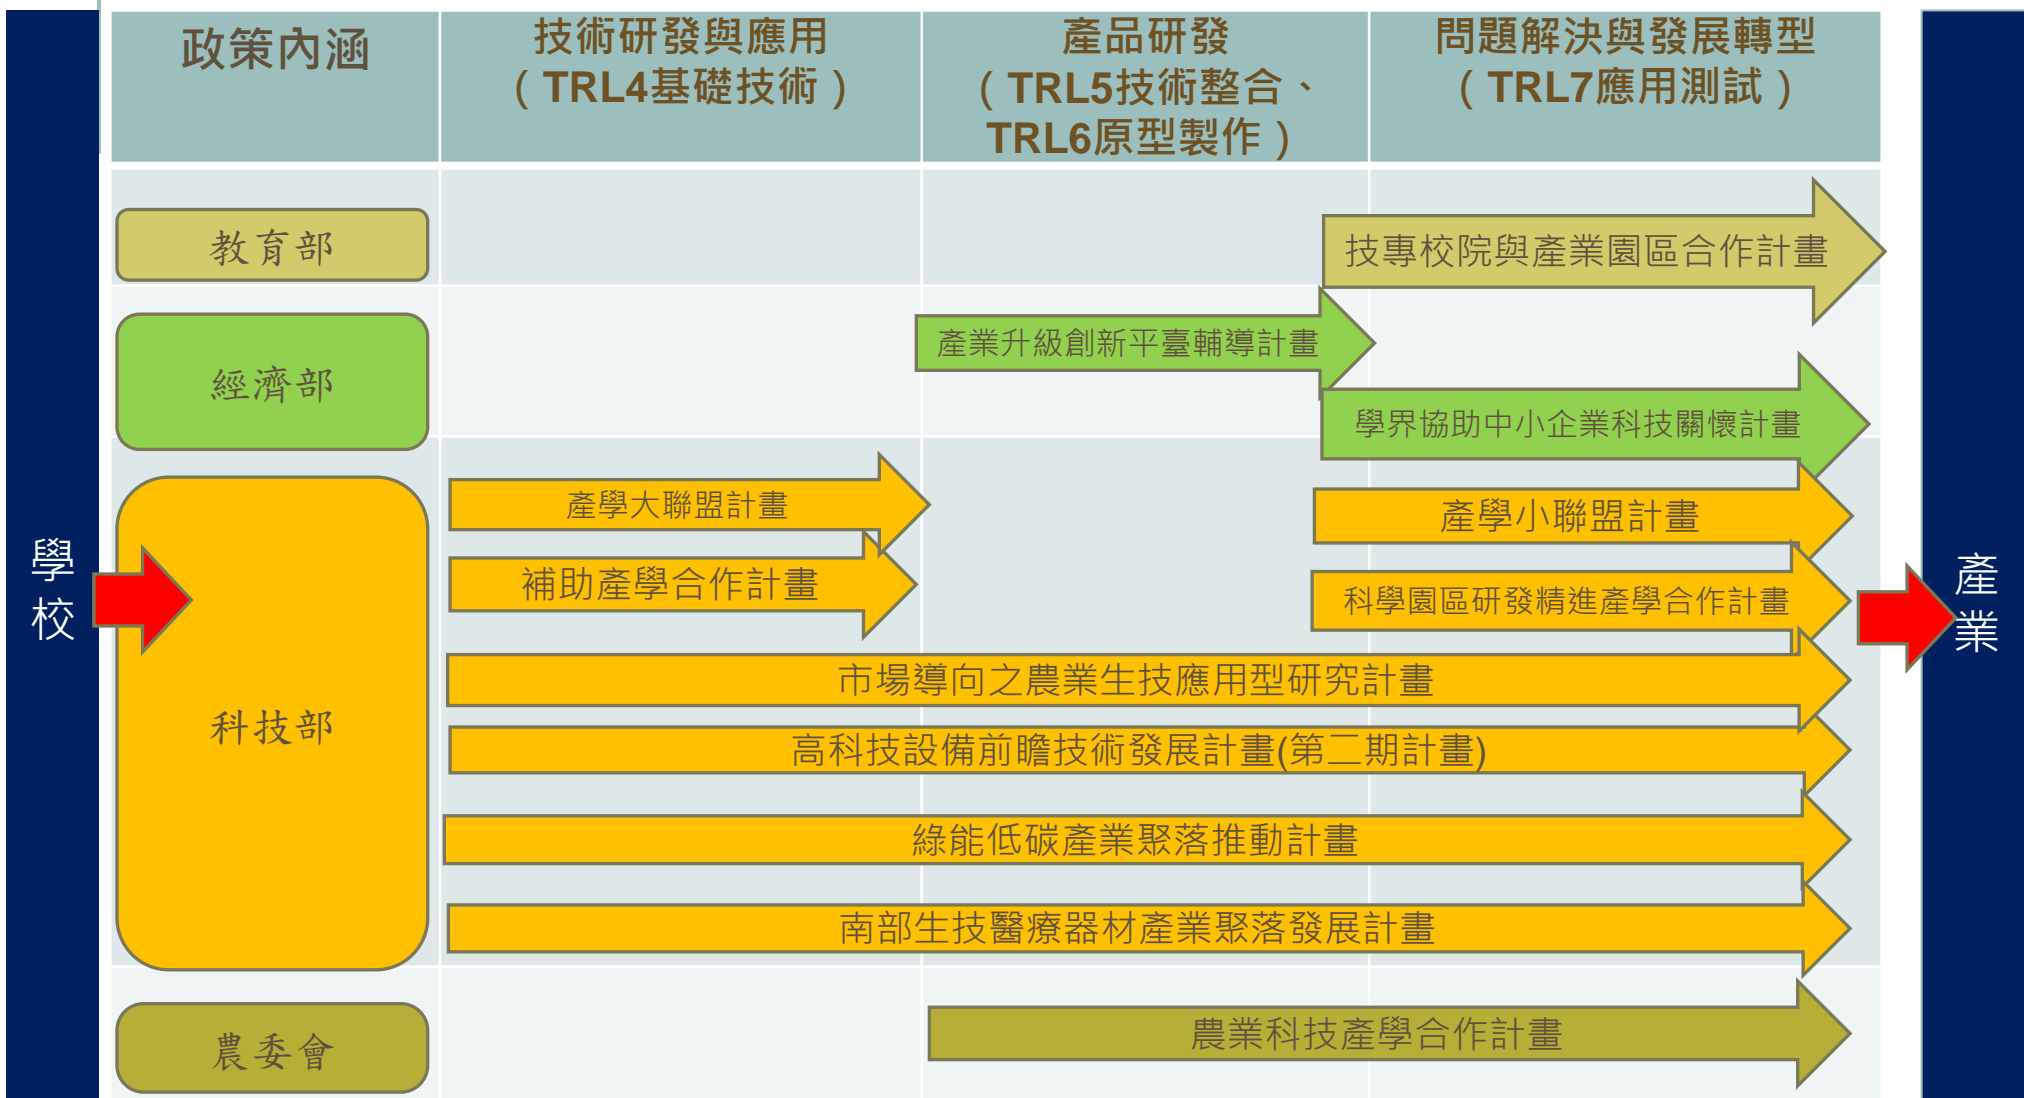 政策內涵
技術研發與應用
（TRL4基礎技術）
產品研發
（TRL5技術整合、
TRL6原型製作）
問題解決與發展轉型
（TRL7應用測試）
學
校
教育部
技專校院與產業園區合作計畫
經濟部
產業升級創新平臺輔導計畫
學界協助中小企業科技關懷計畫
科技部
產學大聯盟計畫
產學小聯盟計畫
補助產學合作計畫
科學園區研發精進產學合作計畫
市場導向之農業生技應用型研究計畫
高科技設備前瞻技術發展計畫(第二期計畫)
綠能低碳產業聚落推動計畫
南部生技醫療器材產業聚落發展計畫
農委會
農業科技產學合作計畫
產
業